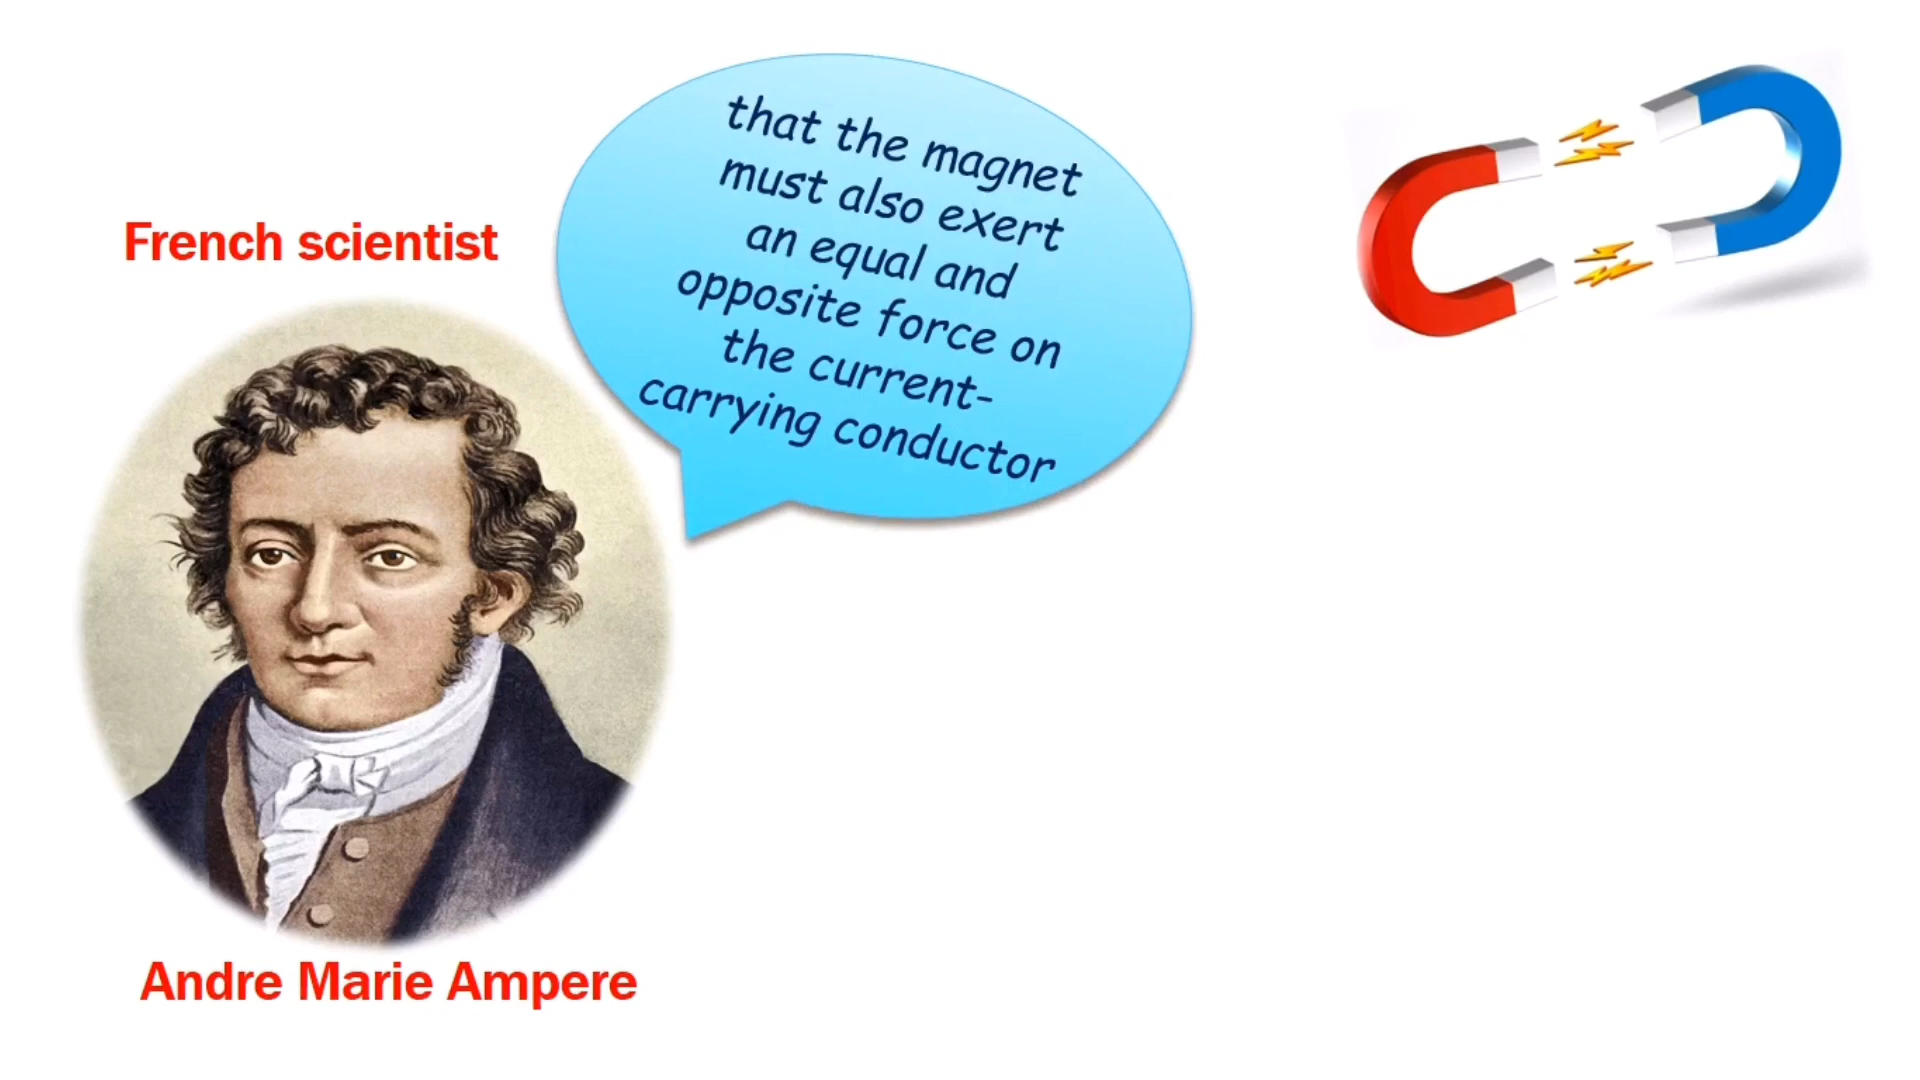 French scientist
that the magnet
must also exert
an equal and
opposite force on
the current-
carrying conductor
Andre Marie Ampere